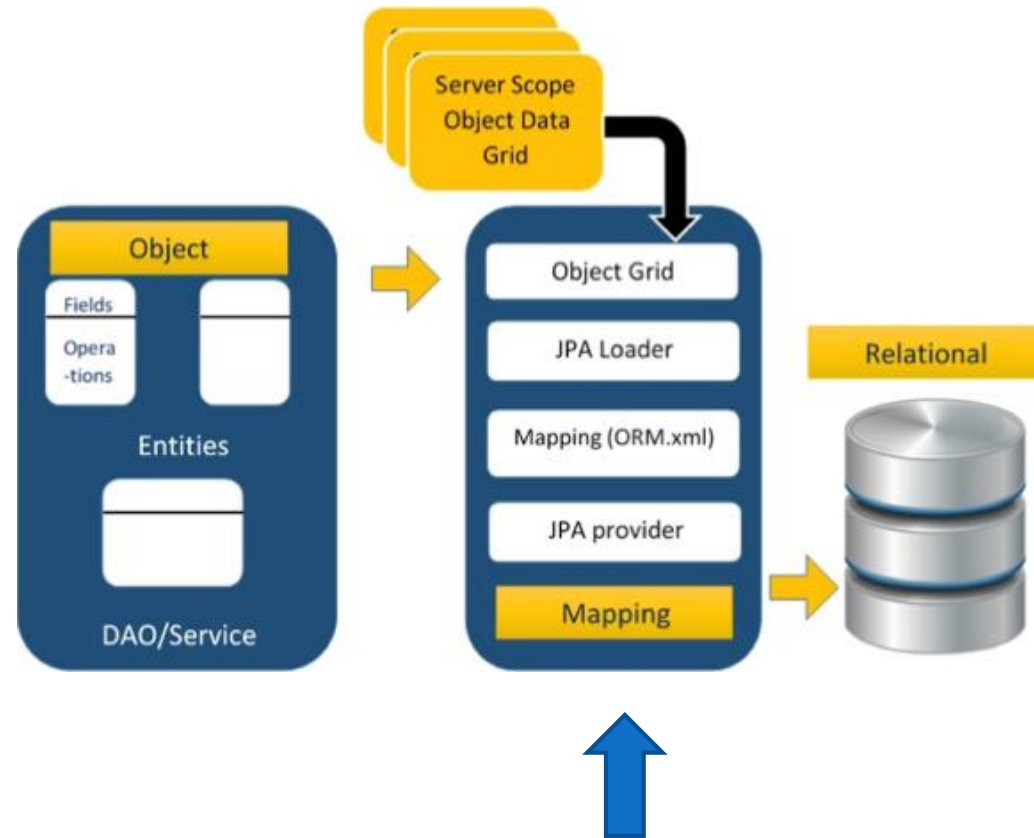 Server Scope
Object Data
Grid
Object
Fields
Opera
-tions
Entities
DAO/Service
Object Grid
JPA Loader
Mapping (ORM.xml)
JPA provider
Mapping
Relational